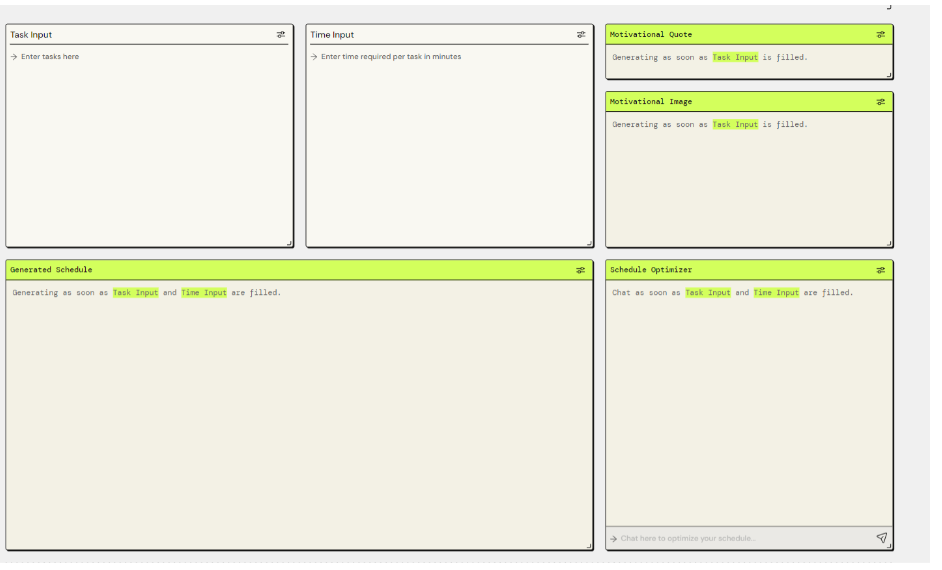 Task Input
→ Enter tasks here
Time Input
→ Enter time required per task in minutes
Motivational Quote
Generating as soon as Task Input is filled.
Motivational Image
Generating as soon as Task Input is filled.
Generated Schedule
Generating as soon as Task Input and Time Input are filled.
Schedule Optimizer
Chat as soon as Task Input and Time Input are filled.
→ Chat here to optimize your schedule...